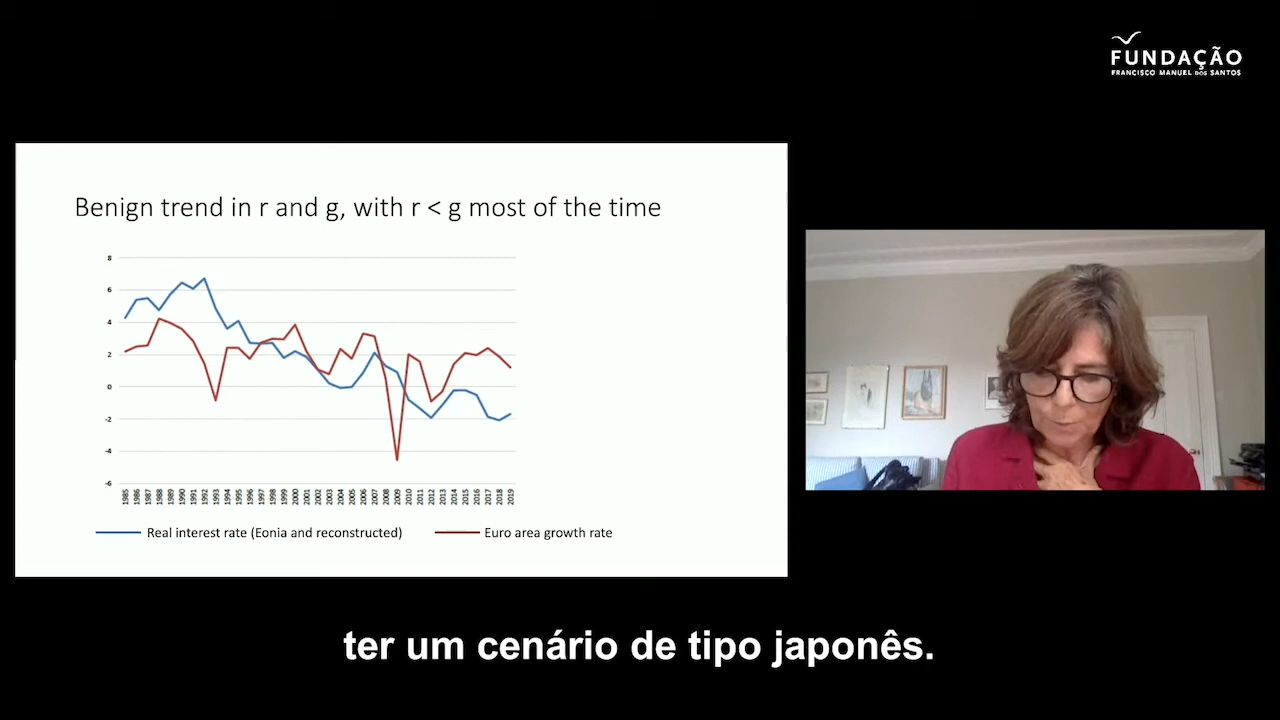 FUNDAÇÃO
FRANCISCO MANUEL DOS SANTOS
Benign trend in r and g, with r < g most of the time
8
6
4
2
0
-2
-4
-6
1985 1986 1987 1988 1989 1990 1991 1992 1993 1994 1995 1996 1997 1998 1999 2000 2001 2002 2003 2004 2005 2006 2007 2008 2009 2010 2011 2012 2013 2014 2015 2016 2017 2018 2019
Real interest rate (Eonia and reconstructed) Euro area growth rate
ter um cenário de tipo japonês.